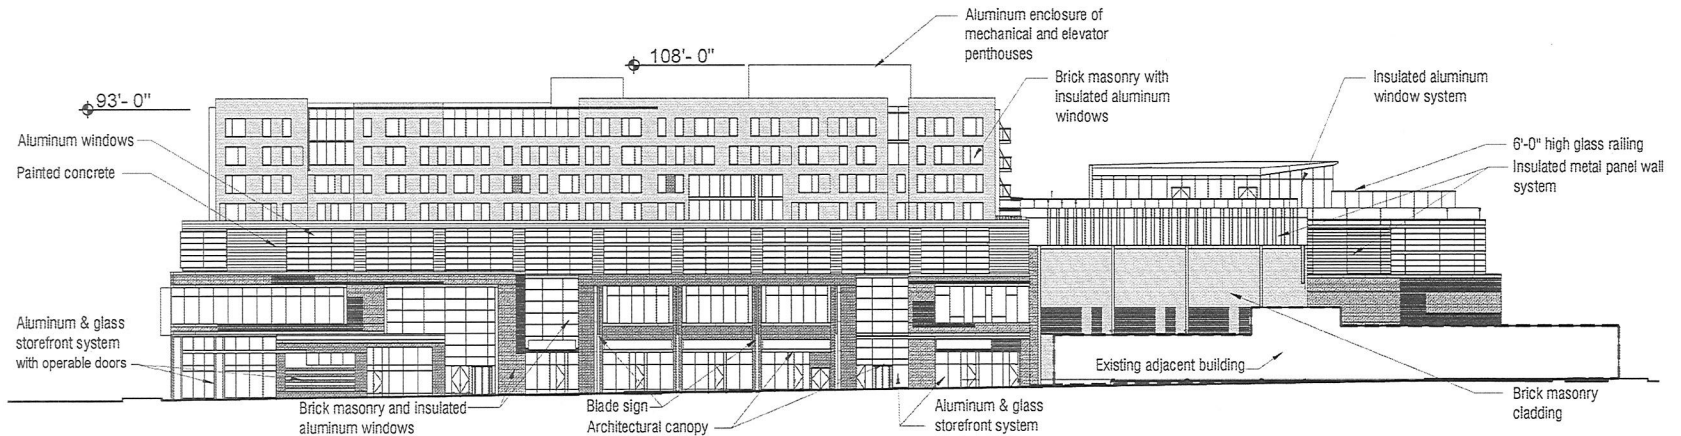 Aluminum enclosure of
mechanical and elevator
penthouses
108'- 0"
93'- 0"
Brick masonry with
insulated aluminum
windows
Insulated aluminum
window system
Aluminum windows
Painted concrete
6'-0" high glass railing
Insulated metal panel wall
system
Aluminum & glass
storefront system
with operable doors
Existing adjacent building
Brick masonry and insulated
aluminum windows
Blade sign
Architectural canopy
Aluminum & glass
storefront system
Brick masonry
cladding